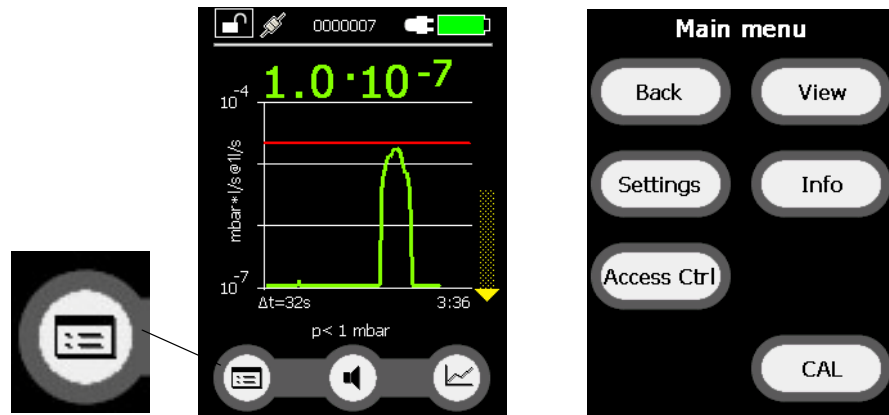 0000007
1.0·10⁻⁷
10⁻⁴
mbar*l/s@1l/s
10⁻⁷
Δt=32s 3:36
p< 1 mbar
Main menu
Back View
Settings Info
Access Ctrl
CAL